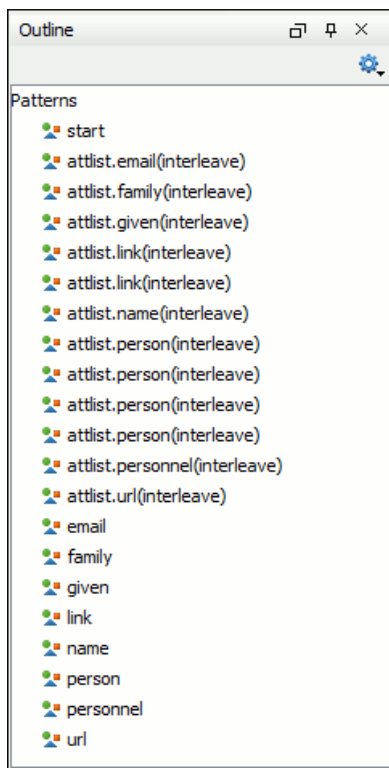 Outline
Patterns
start
attlist.email(interleave)
attlist.family(interleave)
attlist.given(interleave)
attlist.link(interleave)
attlist.link(interleave)
attlist.name(interleave)
attlist.person(interleave)
attlist.person(interleave)
attlist.person(interleave)
attlist.person(interleave)
attlist.personnel(interleave)
attlist.url(interleave)
email
family
given
link
name
person
personnel
url